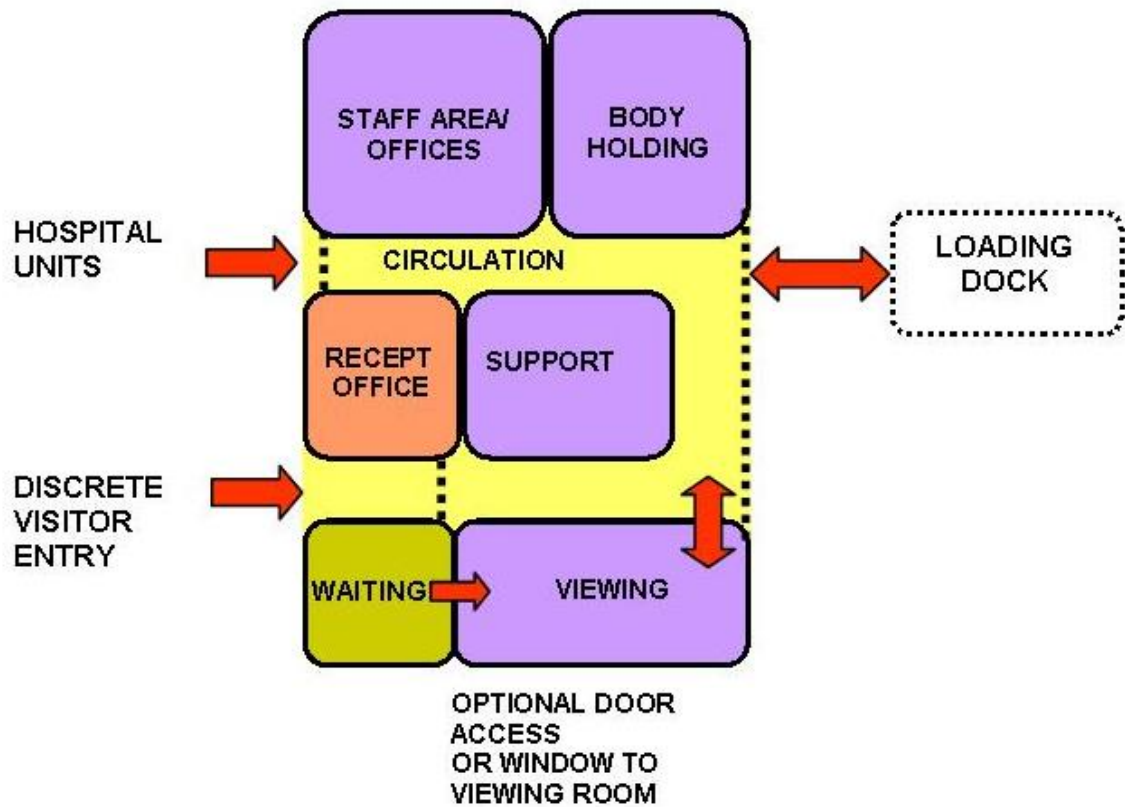 STAFF AREA/
OFFICES
BODY
HOLDING
HOSPITAL
UNITS
CIRCULATION
LOADING
DOCK
RECEPT
OFFICE
SUPPORT
DISCRETE
VISITOR
ENTRY
WAITING
VIEWING
OPTIONAL DOOR
ACCESS
OR WINDOW TO
VIEWING ROOM